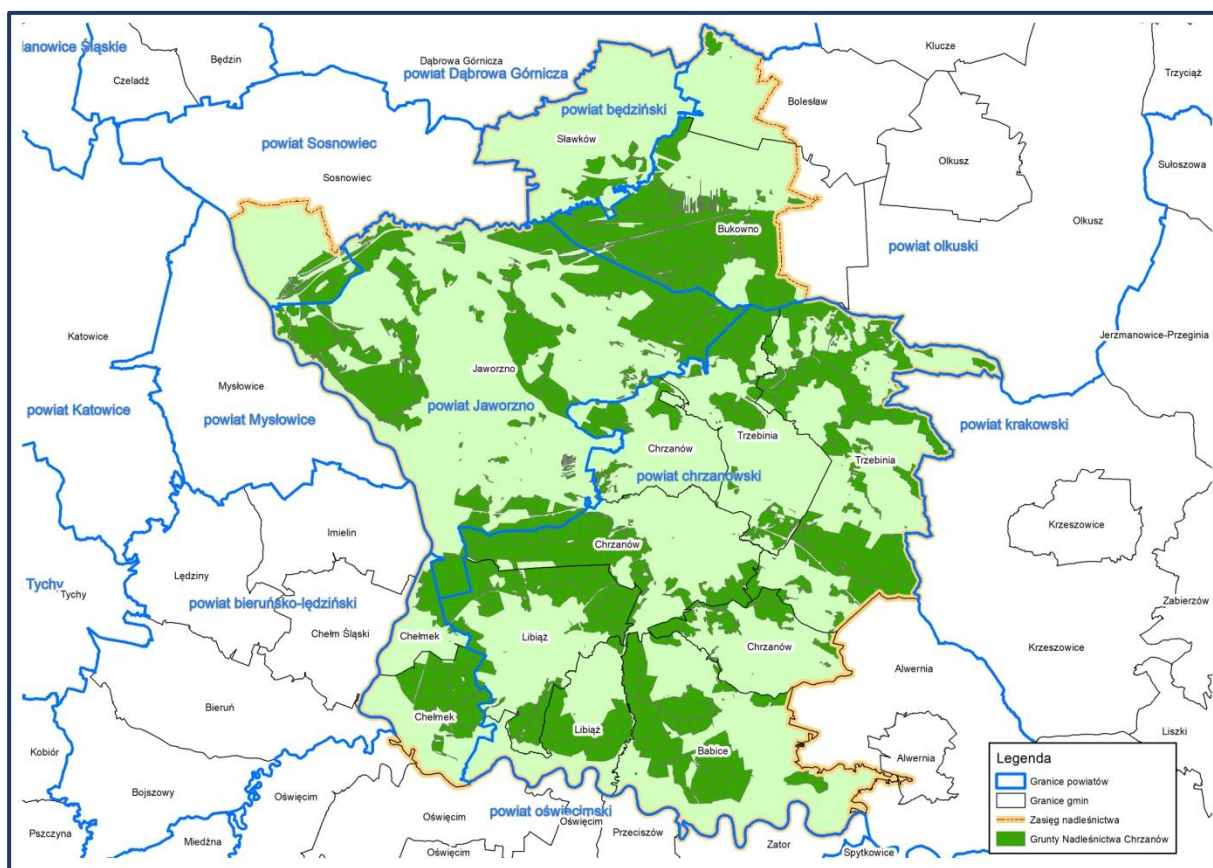 ianowice Śląskie
Będzin
Czeladź
Dąbrowa Górnicza
powiat Dąbrowa Górnicza
Klucze
Trzyciąż
Bolesław
powiat będziński
Sławków
powiat Sosnowiec
Sosnowiec
Olkusz
Sułoszowa
Olkusz
Bukowno
powiat olkuski
Katowice
Jerzmanowice-Przeginia
Mysłowice
Jaworzno
powiat Katowice
powiat Mysłowice
powiat Jaworzno
powiat krakowski
Chrzanów
Trzebinia
Trzebinia
powiat chrzanowski
Krzeszowice
Imielin
Chrzanów
Lędziny
Tychy
Tychy
powiat bieruńsko-lędziński
Zabierzów
Chełm Śląski
Chełmek
Libiąż
Chrzanów
Krzeszowice
Alwernia
Bieruń
Chełmek
Libiąż
Babice
Kobiór
Alwernia
Liszki
Bojszowy
Oświęcim
powiat oświęcimski
Oświęcim
Oświęcim
Przeciszów
Pszczyna
Miedźna
Oświęcim
Zator
Spytkowice
Legenda
Granice powiatów
Granice gmin
Zasięg nadleśnictwa
Grunty Nadleśnictwa Chrzanów